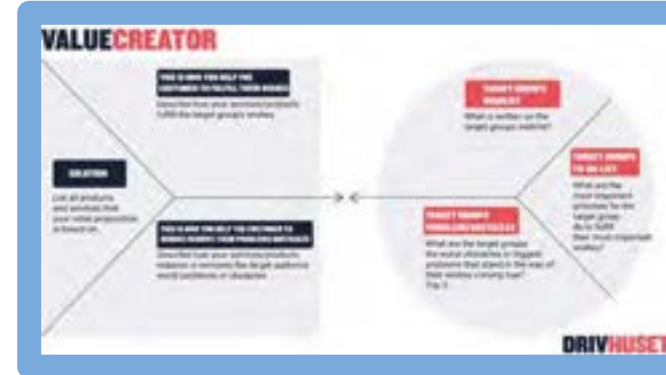 VALUECREATOR
THIS IS HOW YOU HELP THE
CUSTOMER TO FULFILL THEIR WISHES
Describe how your services/products
fulfill the target group's wishes
SOLUTION
List all products
and services that
your value proposition
is based on.
THIS IS HOW YOU HELP THE CUSTOMER TO
REDUCE/REMOVE THEIR PROBLEMS/OBSTACLES
Describe how your services/products
reduces or removes the target audience
worst problems or obstacles
TARGET GROUP'S
WISHLIST
What is written on the
target groups wishlist?
TARGET GROUP'S
TO-DO LIST
What are the
most important
activities for the
target group
do to fulfill
their most important
wishes?
TARGET GROUP'S
PROBLEMS/OBSTACLES
What are the target groups
the worst obstacles or biggest
problems that stand in the way of
their wishes coming true?
Top 3
DRIVHUSET